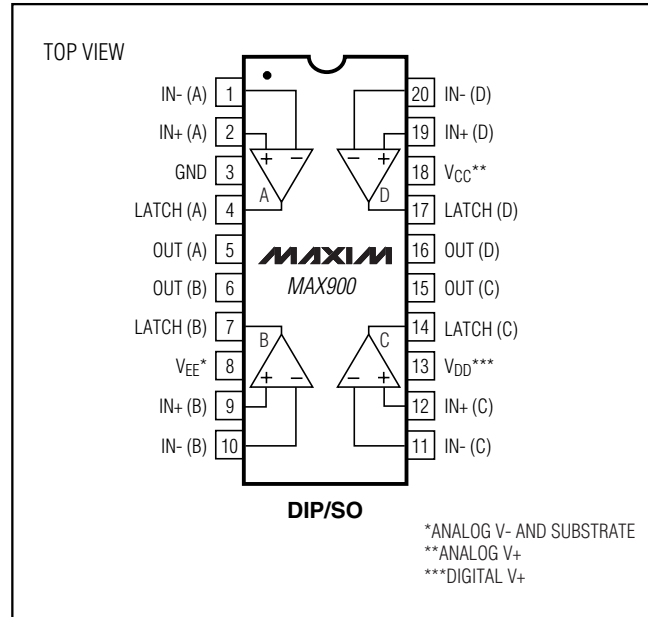 TOP VIEW
IN- (A) 1
IN+ (A) 2
GND 3
LATCH (A) 4
OUT (A) 5
OUT (B) 6
LATCH (B) 7
VEE* 8
IN+ (B) 9
IN- (B) 10
20 IN- (D)
19 IN+ (D)
18 VCC**
17 LATCH (D)
16 OUT (D)
15 OUT (C)
14 LATCH (C)
13 VDD***
12 IN+ (C)
11 IN- (C)
+ −
A
+ −
B
− +
D
− +
C
MAXIM
MAX900
DIP/SO
*ANALOG V- AND SUBSTRATE
**ANALOG V+
***DIGITAL V+